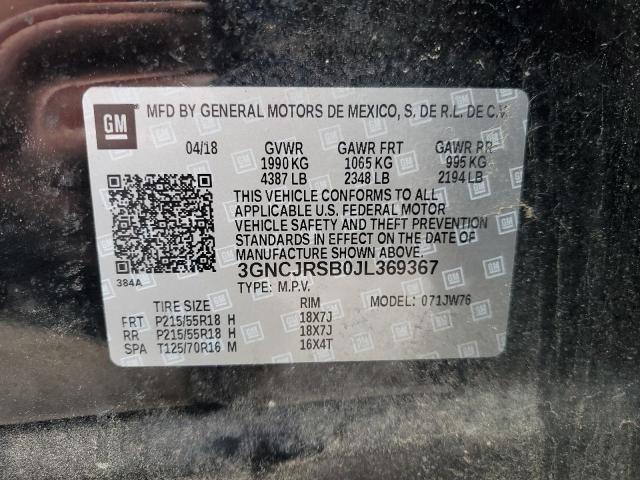 GM
MFD BY GENERAL MOTORS DE MEXICO, S. DE R.L. DE C.V.
04/18 GVWR GAWR FRT GAWR RR
1990 KG 1065 KG 995 KG
4387 LB 2348 LB 2194 LB
THIS VEHICLE CONFORMS TO ALL
APPLICABLE U.S. FEDERAL MOTOR
VEHICLE SAFETY AND THEFT PREVENTION
STANDARDS IN EFFECT ON THE DATE OF
MANUFACTURE SHOWN ABOVE.
384A 3GNCJRSB0JL369367
TYPE: M.P.V. MODEL: 071JW76
TIRE SIZE RIM
FRT P215/55R18 H 18X7J
RR P215/55R18 H 18X7J
SPA T125/70R16 M 16X4T